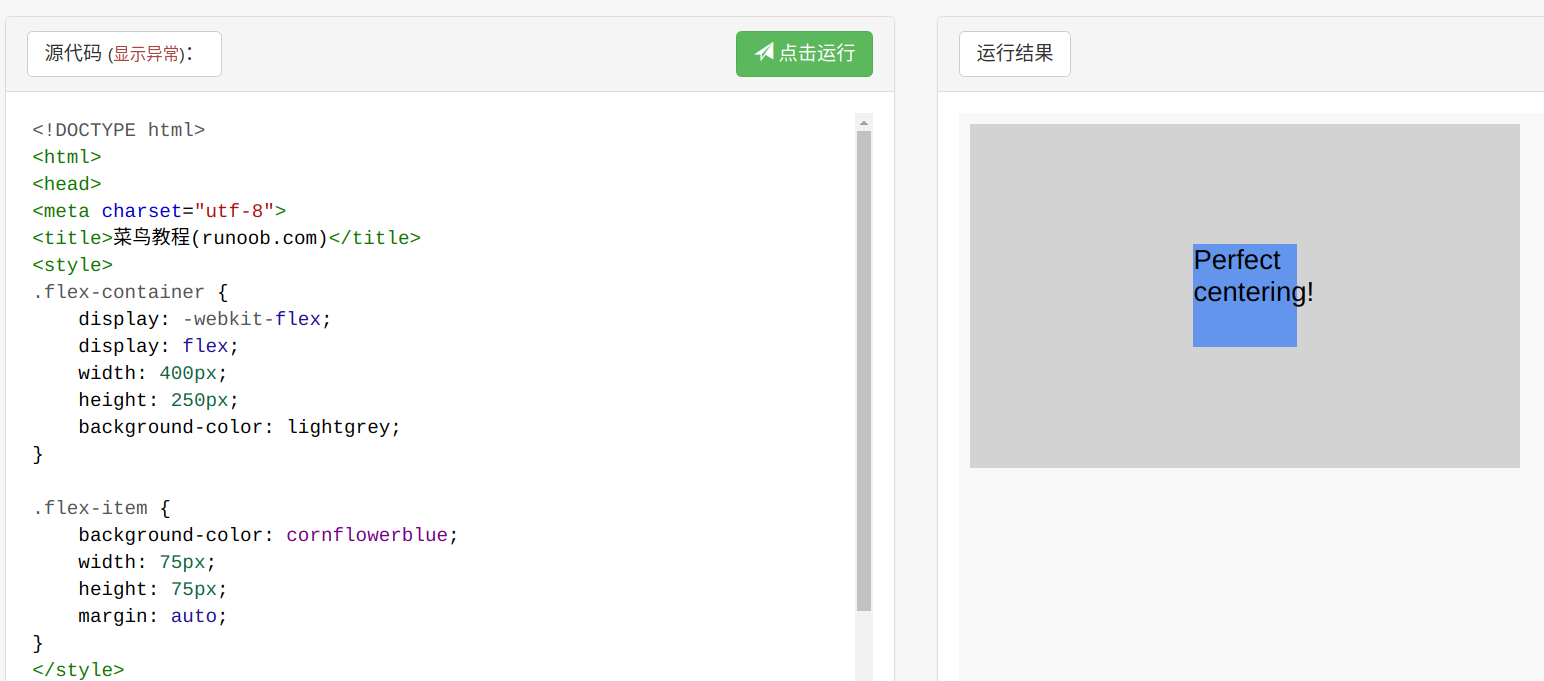 源代码 (显示异常)：
点击运行
<!DOCTYPE html>
<html>
<head>
<meta charset="utf-8">
<title>菜鸟教程(runoob.com)</title>
<style>
.flex-container {
    display: -webkit-flex;
    display: flex;
    width: 400px;
    height: 250px;
    background-color: lightgrey;
}

.flex-item {
    background-color: cornflowerblue;
    width: 75px;
    height: 75px;
    margin: auto;
}
</style>
运行结果
Perfect
centering!